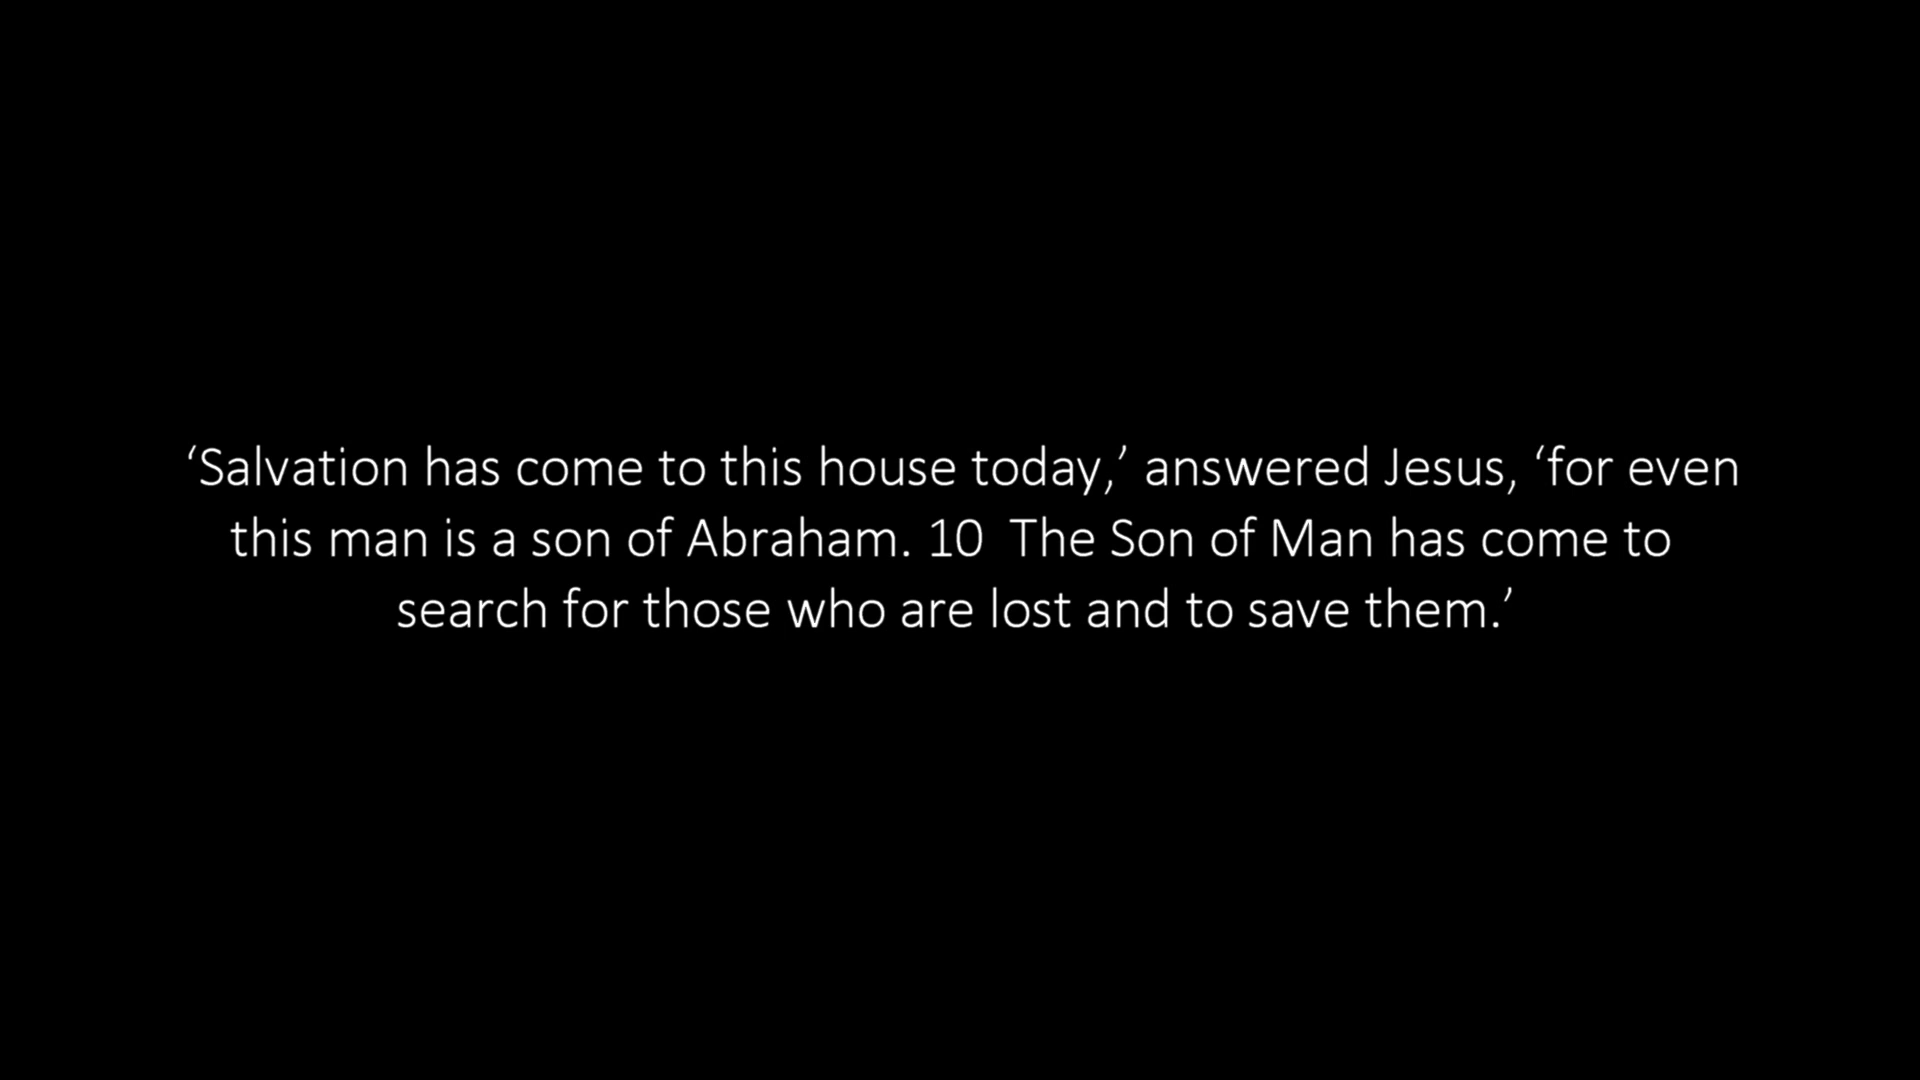 ‘Salvation has come to this house today,’ answered Jesus, ‘for even
this man is a son of Abraham. 10  The Son of Man has come to
search for those who are lost and to save them.’